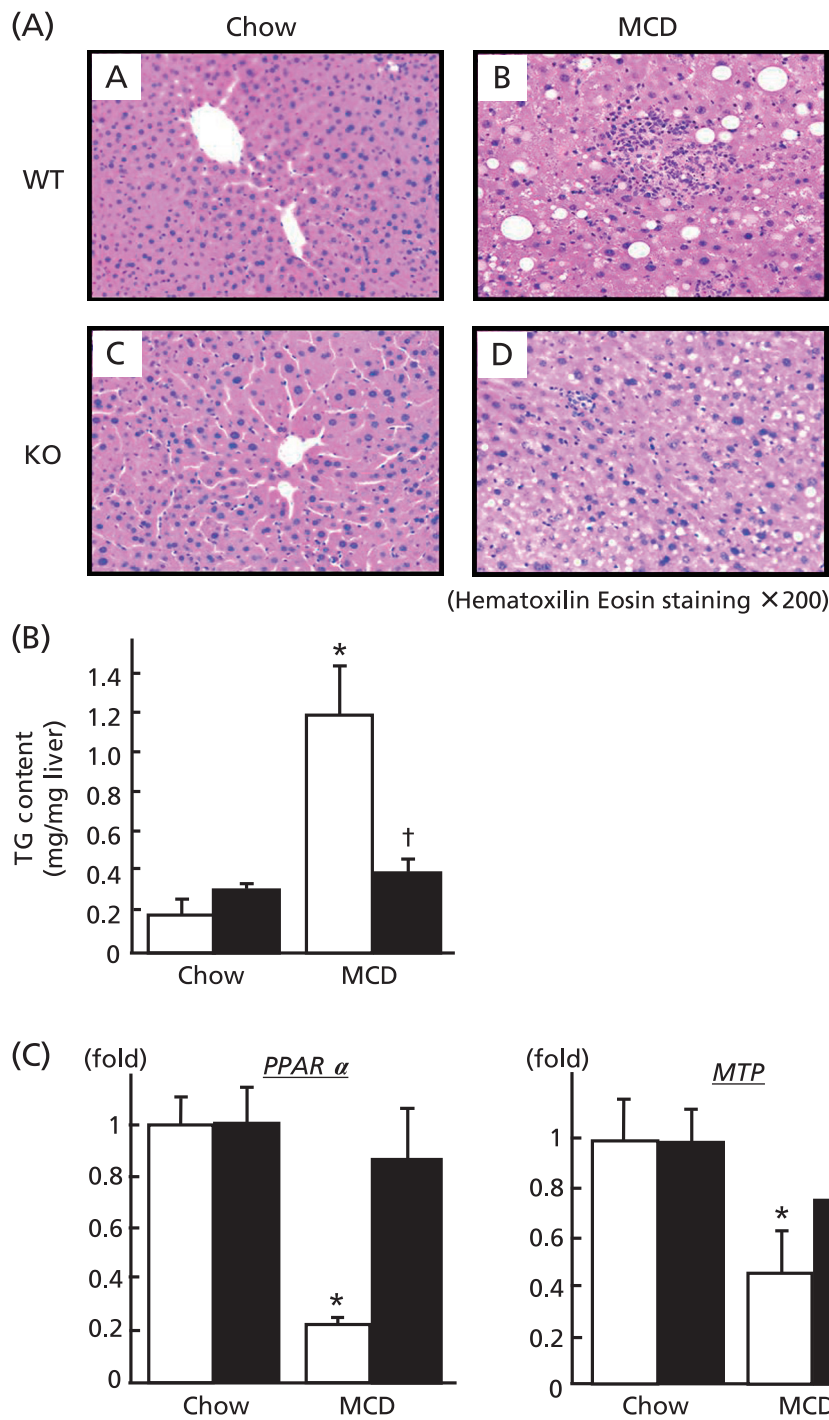 (A)
Chow
MCD
WT
A
B
KO
C
D
(Hematoxilin Eosin staining ×200)
(B)
TG content
(mg/mg liver)
1.4
1.2
1.0
0.8
0.6
0.4
0.2
0
*
†
Chow
MCD
(C)
(fold)
PPAR α
1
0.8
0.6
0.4
0.2
0
*
Chow
MCD
(fold)
MTP
1
0.8
0.6
0.4
0.2
0
*
Chow
MCD